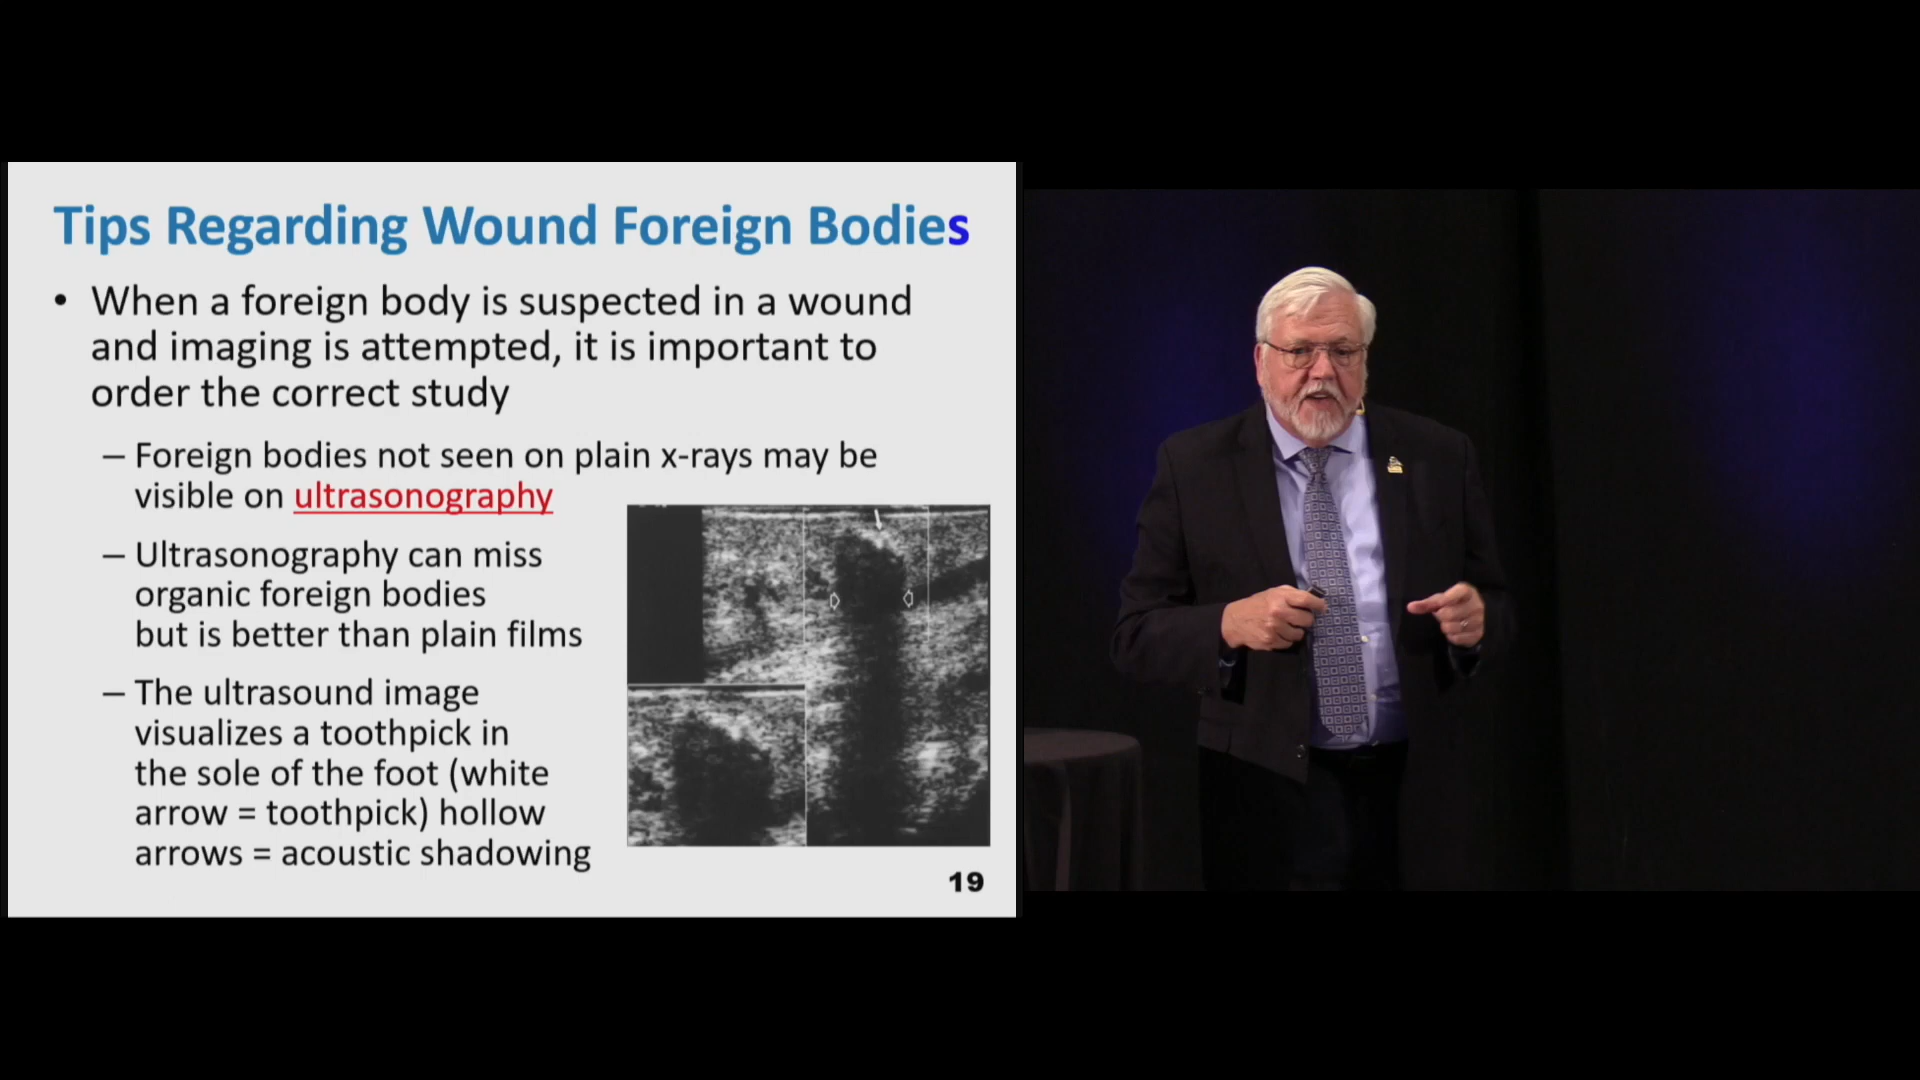 Tips Regarding Wound Foreign Bodies
• When a foreign body is suspected in a wound
and imaging is attempted, it is important to
order the correct study
– Foreign bodies not seen on plain x-rays may be
visible on ultrasonography
– Ultrasonography can miss
organic foreign bodies
but is better than plain films
– The ultrasound image
visualizes a toothpick in
the sole of the foot (white
arrow = toothpick) hollow
arrows = acoustic shadowing
19